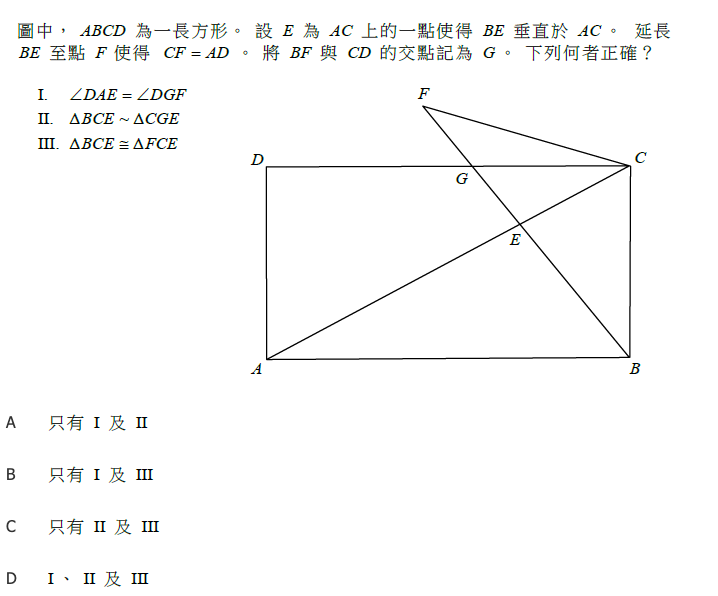 圖中， ABCD 為一長方形。 設 E 為 AC 上的一點使得 BE 垂直於 AC 。 延長
BE 至點 F 使得 CF = AD 。 將 BF 與 CD 的交點記為 G 。 下列何者正確？
I. ∠DAE = ∠DGF
II. ΔBCE ~ ΔCGE
III. ΔBCE ≅ ΔFCE
F
D
C
G
E
A
B
A 只有 I 及 II
B 只有 I 及 III
C 只有 II 及 III
D I、 II 及 III